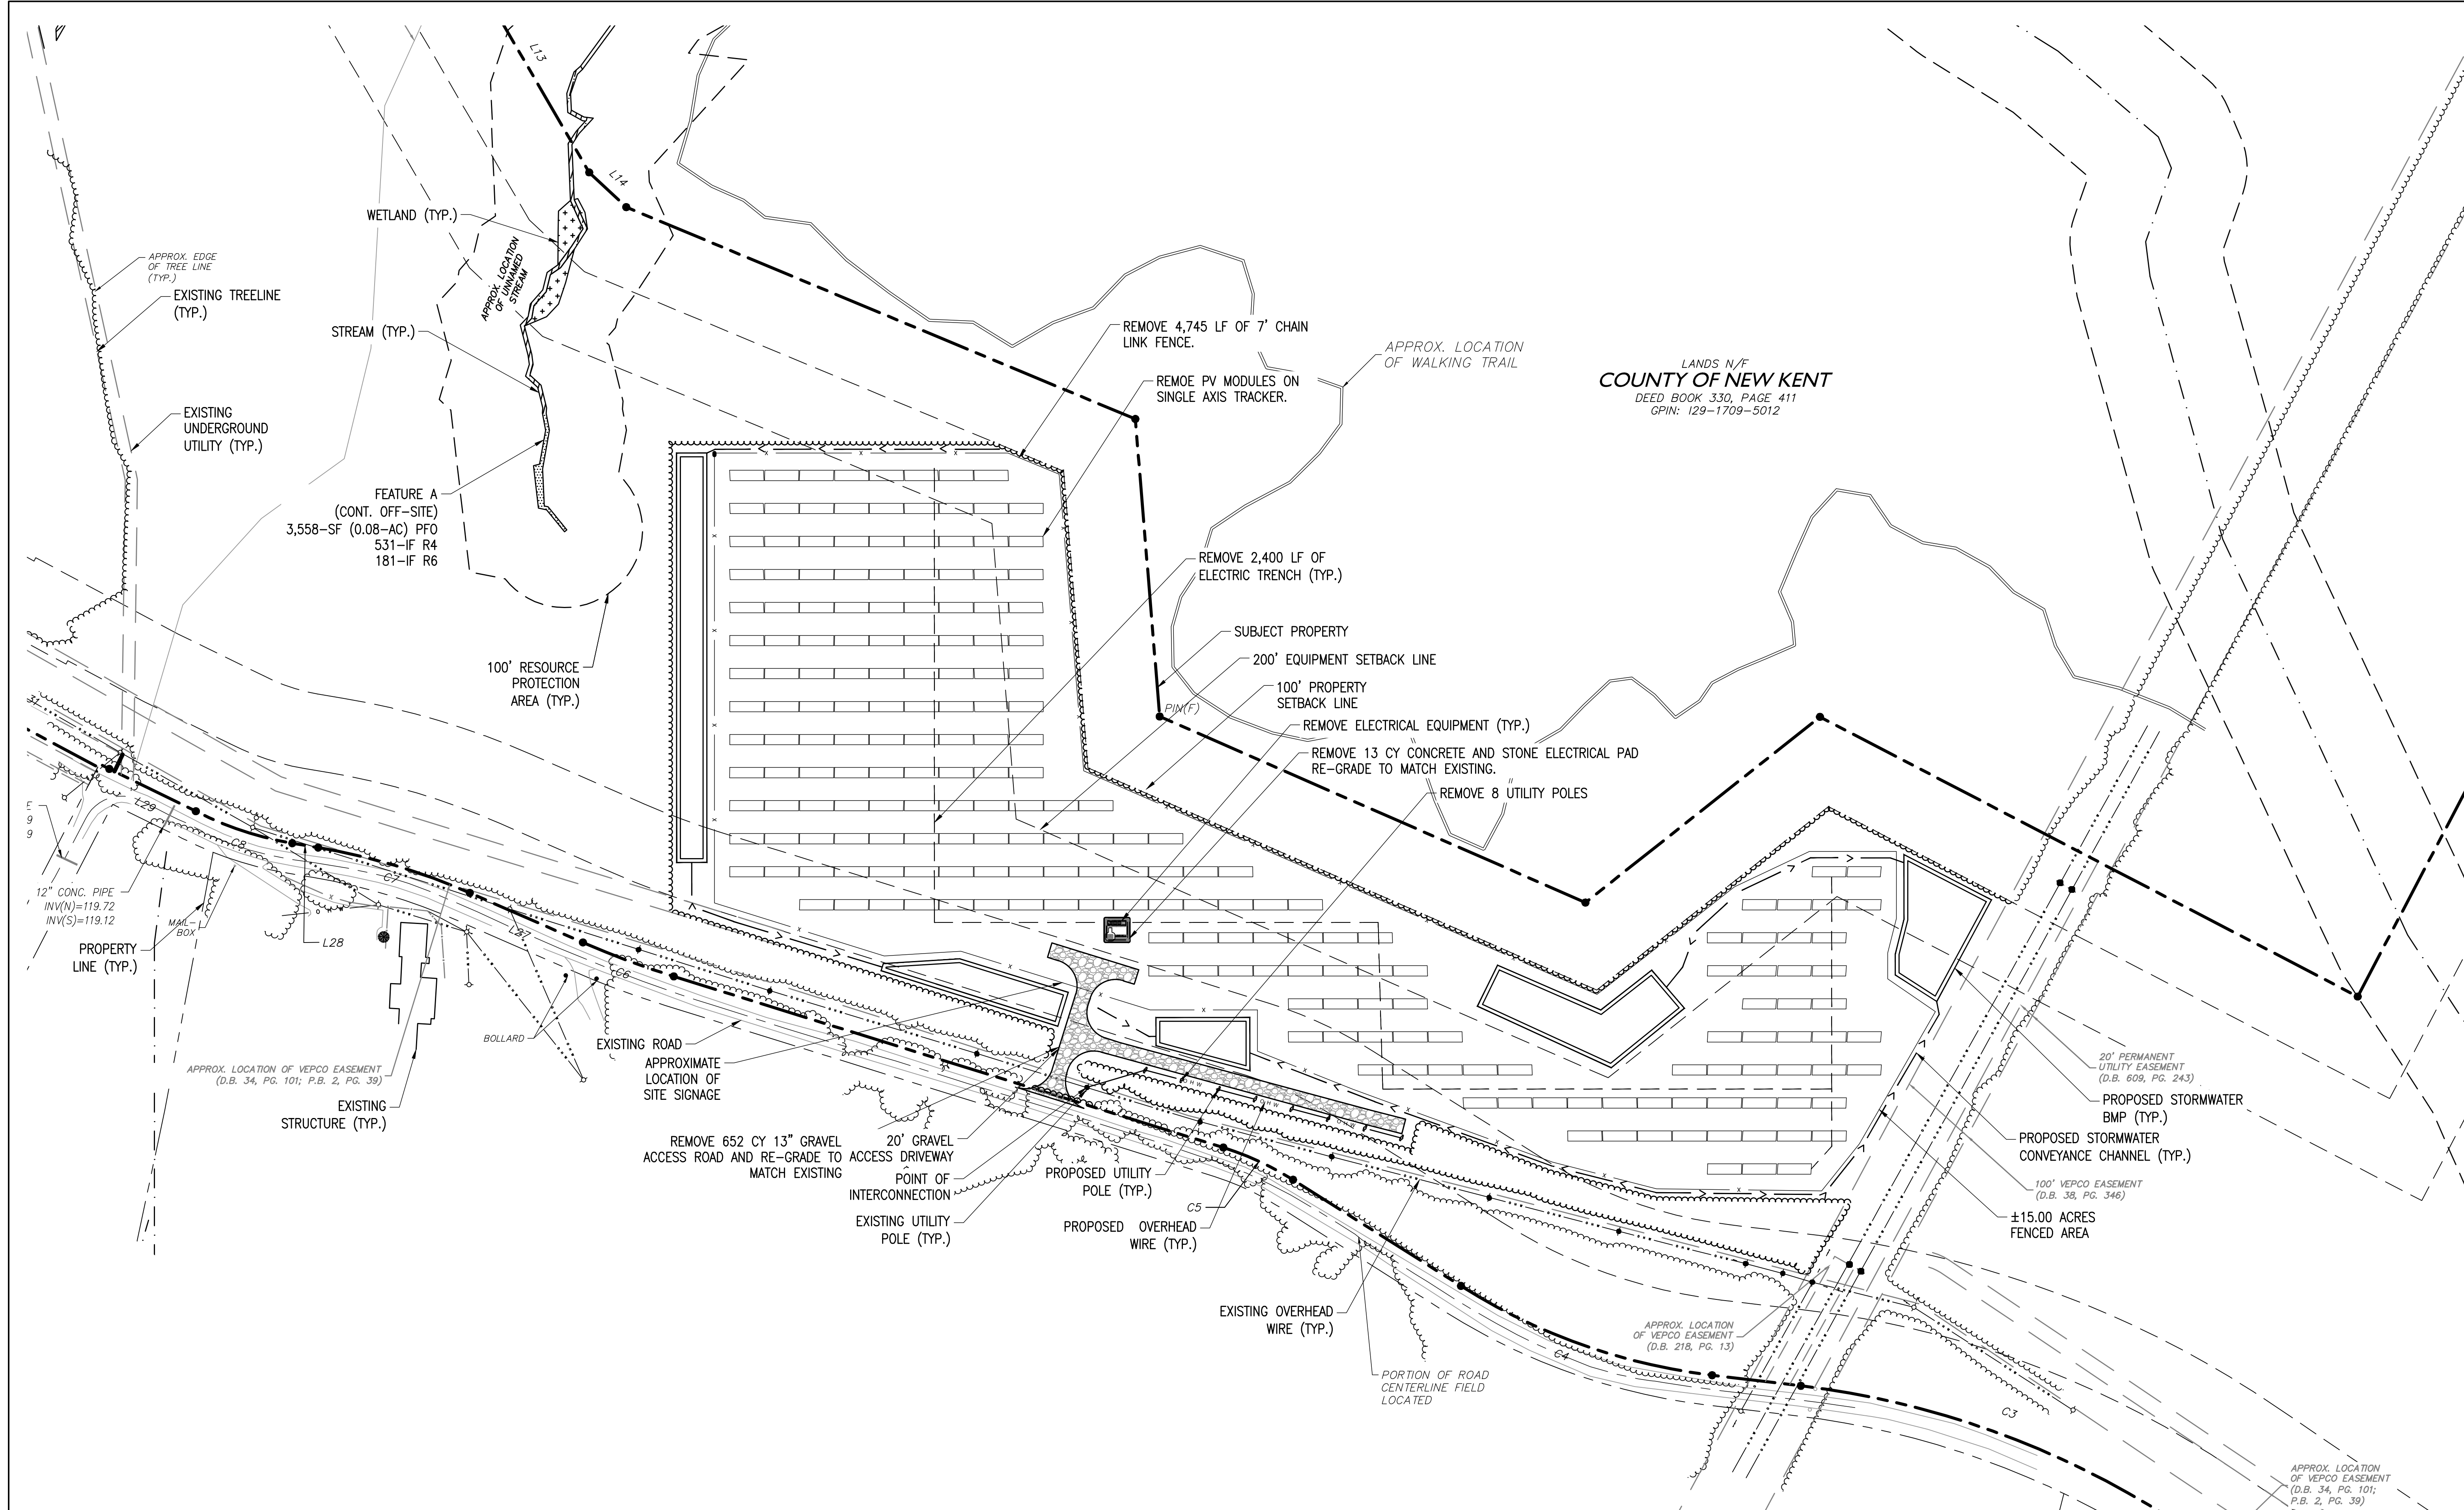 L13
L14
WETLAND (TYP.)
APPROX. LOCATION
OF UNNAMED
STREAM
APPROX. EDGE
OF TREE LINE
(TYP.)
EXISTING TREELINE
(TYP.)
STREAM (TYP.)
EXISTING
UNDERGROUND
UTILITY (TYP.)
FEATURE A
(CONT. OFF-SITE)
3,558-SF (0.08-AC) PFO
531-IF R4
181-IF R6
100' RESOURCE
PROTECTION
AREA (TYP.)
REMOVE 4,745 LF OF 7' CHAIN
LINK FENCE.
REMOE PV MODULES ON
SINGLE AXIS TRACKER.
APPROX. LOCATION
OF WALKING TRAIL
LANDS N/F
COUNTY OF NEW KENT
DEED BOOK 330, PAGE 411
GPIN: I29-1709-5012
REMOVE 2,400 LF OF
ELECTRIC TRENCH (TYP.)
SUBJECT PROPERTY
200' EQUIPMENT SETBACK LINE
100' PROPERTY
SETBACK LINE
PIN(F)
REMOVE ELECTRICAL EQUIPMENT (TYP.)
REMOVE 13 CY CONCRETE AND STONE ELECTRICAL PAD
RE-GRADE TO MATCH EXISTING.
REMOVE 8 UTILITY POLES
31
E
9
9
L29
C8
C7
12" CONC. PIPE
INV(N)=119.72
INV(S)=119.12
MAIL-
BOX
PROPERTY
LINE (TYP.)
L28
L27
C6
BOLLARD
EXISTING ROAD
APPROX. LOCATION OF VEPCO EASEMENT
(D.B. 34, PG. 101; P.B. 2, PG. 39)
EXISTING
STRUCTURE (TYP.)
APPROXIMATE
LOCATION OF
SITE SIGNAGE
REMOVE 652 CY 13" GRAVEL
ACCESS ROAD AND RE-GRADE TO
MATCH EXISTING
20' GRAVEL
ACCESS DRIVEWAY
POINT OF
INTERCONNECTION
EXISTING UTILITY
POLE (TYP.)
PROPOSED UTILITY
POLE (TYP.)
C5
PROPOSED OVERHEAD
WIRE (TYP.)
OHW
OHW
OHW
EXISTING OVERHEAD
WIRE (TYP.)
PORTION OF ROAD
CENTERLINE FIELD
LOCATED
C4
APPROX. LOCATION
OF VEPCO EASEMENT
(D.B. 218, PG. 13)
20' PERMANENT
UTILITY EASEMENT
(D.B. 609, PG. 243)
PROPOSED STORMWATER
BMP (TYP.)
PROPOSED STORMWATER
CONVEYANCE CHANNEL (TYP.)
100' VEPCO EASEMENT
(D.B. 38, PG. 346)
±15.00 ACRES
FENCED AREA
C3
APPROX. LOCATION
OF VEPCO EASEMENT
(D.B. 34, PG. 101;
P.B. 2, PG. 39)